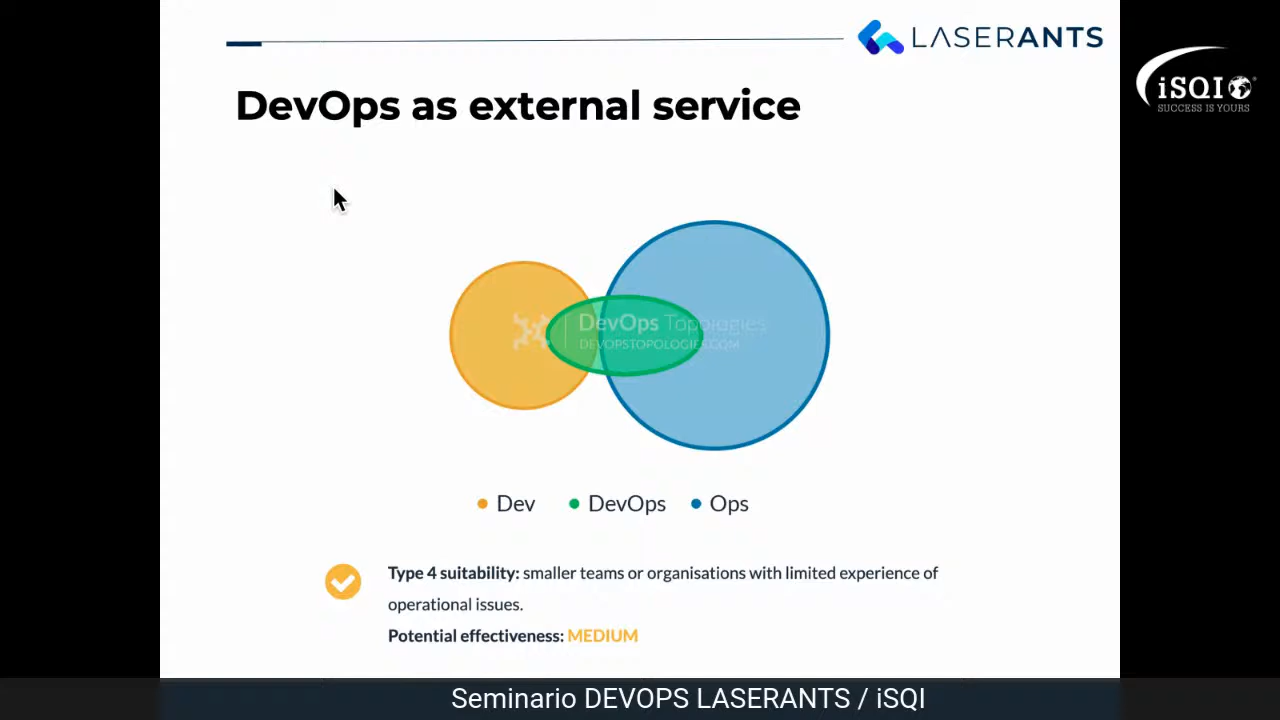 LASERANTS
iSQI
SUCCESS IS YOURS
DevOps as external service
DevOps Topologies
DEVOPSTOPOLOGIES.COM
Dev
DevOps
Ops
Type 4 suitability: smaller teams or organisations with limited experience of
operational issues.
Potential effectiveness: MEDIUM
Seminario DEVOPS LASERANTS / iSQI